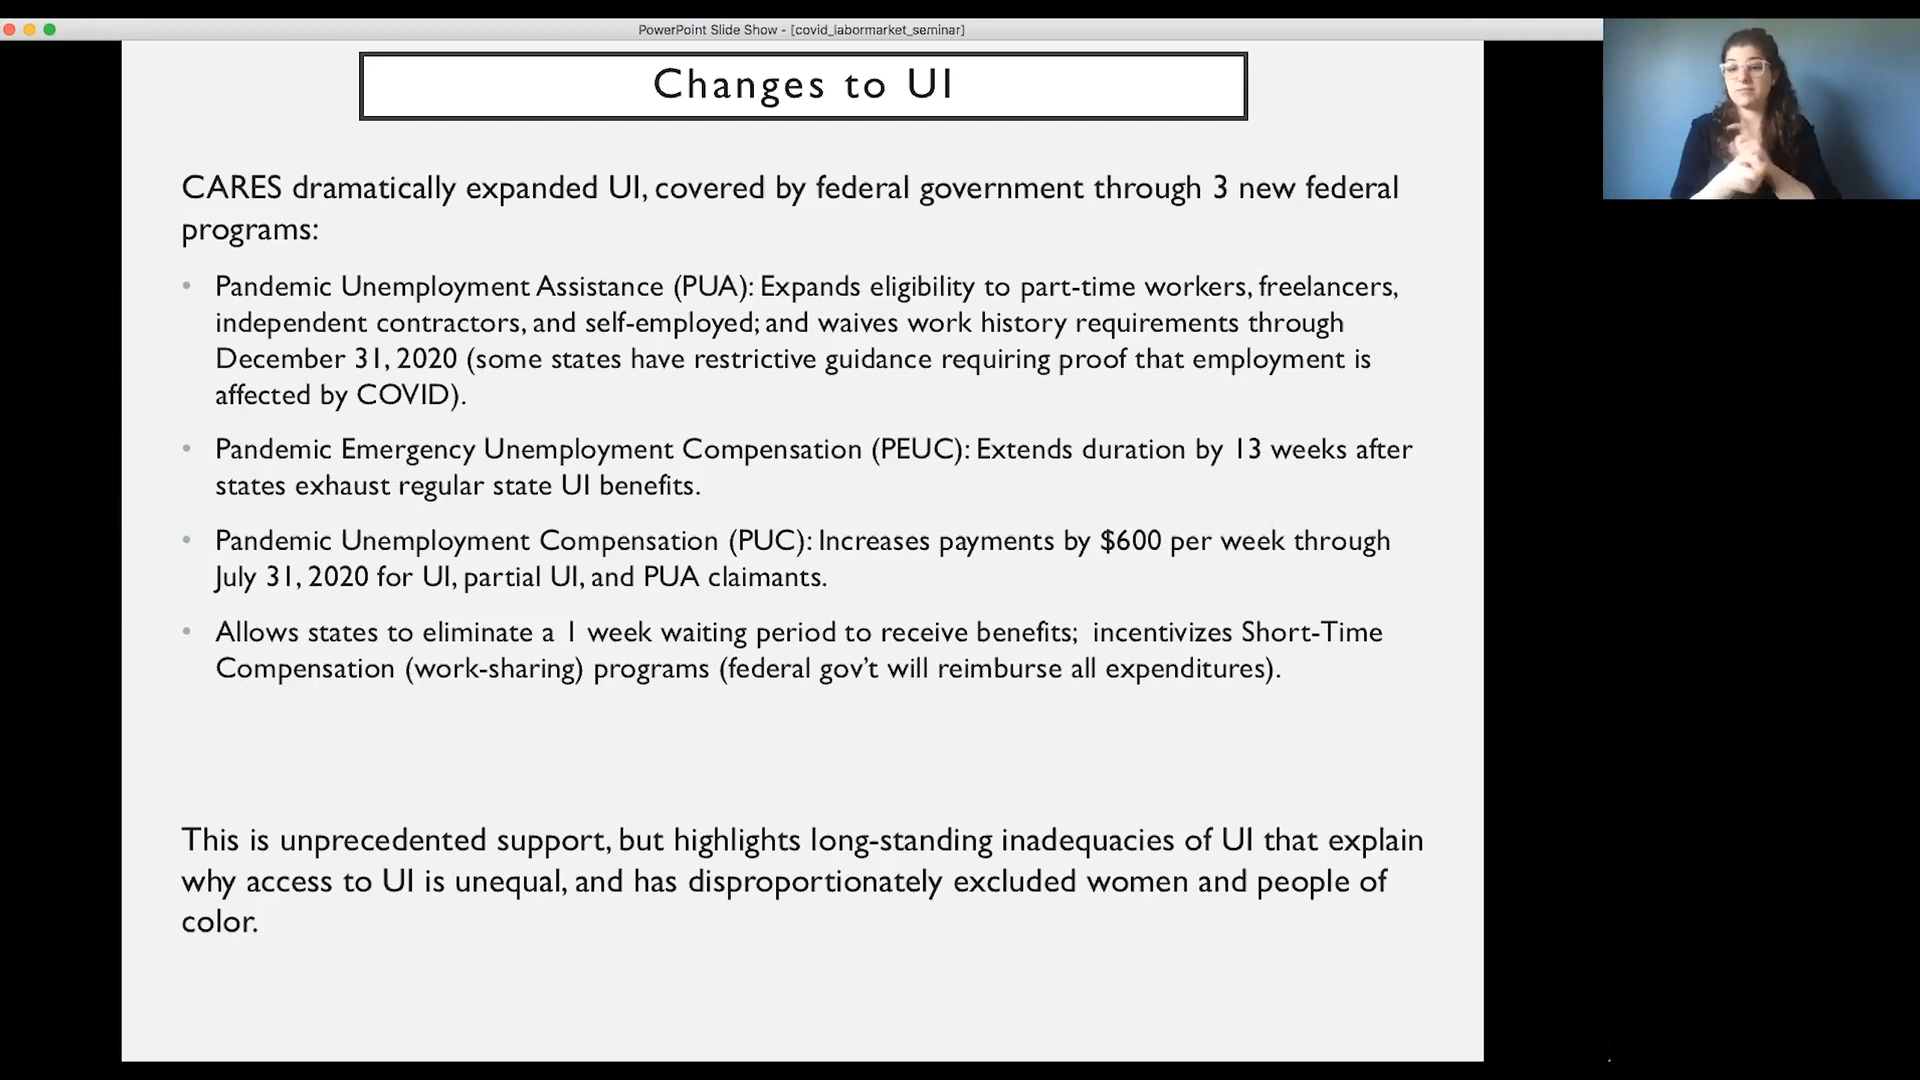 PowerPoint Slide Show - [covid_labormarket_seminar]
Changes to UI
CARES dramatically expanded UI, covered by federal government through 3 new federal
programs:
• Pandemic Unemployment Assistance (PUA): Expands eligibility to part-time workers, freelancers,
independent contractors, and self-employed; and waives work history requirements through
December 31, 2020 (some states have restrictive guidance requiring proof that employment is
affected by COVID).
• Pandemic Emergency Unemployment Compensation (PEUC): Extends duration by 13 weeks after
states exhaust regular state UI benefits.
• Pandemic Unemployment Compensation (PUC): Increases payments by $600 per week through
July 31, 2020 for UI, partial UI, and PUA claimants.
• Allows states to eliminate a 1 week waiting period to receive benefits;  incentivizes Short-Time
Compensation (work-sharing) programs (federal gov’t will reimburse all expenditures).
This is unprecedented support, but highlights long-standing inadequacies of UI that explain
why access to UI is unequal, and has disproportionately excluded women and people of
color.